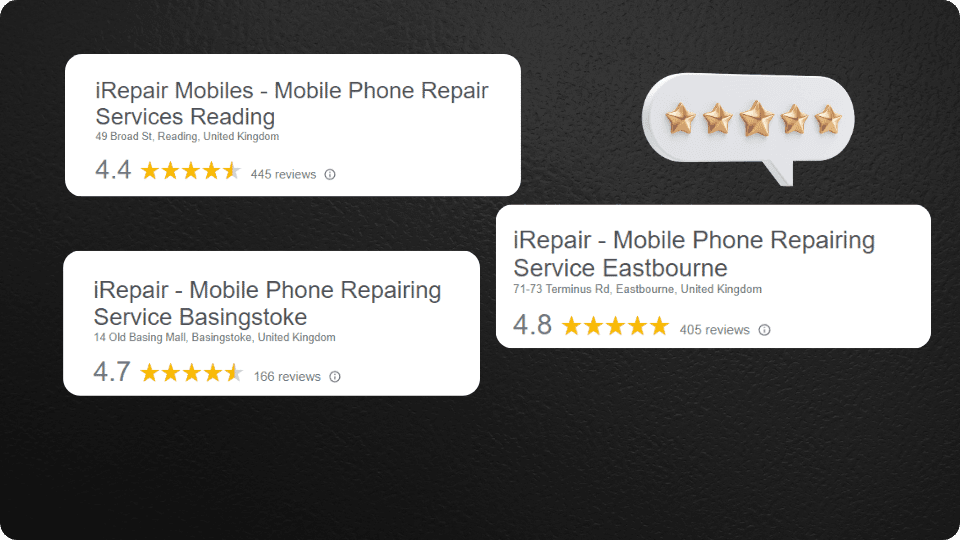 iRepair Mobiles - Mobile Phone Repair
Services Reading
49 Broad St, Reading, United Kingdom
4.4 445 reviews
iRepair - Mobile Phone Repairing
Service Eastbourne
71-73 Terminus Rd, Eastbourne, United Kingdom
4.8 405 reviews
iRepair - Mobile Phone Repairing
Service Basingstoke
14 Old Basing Mall, Basingstoke, United Kingdom
4.7 166 reviews